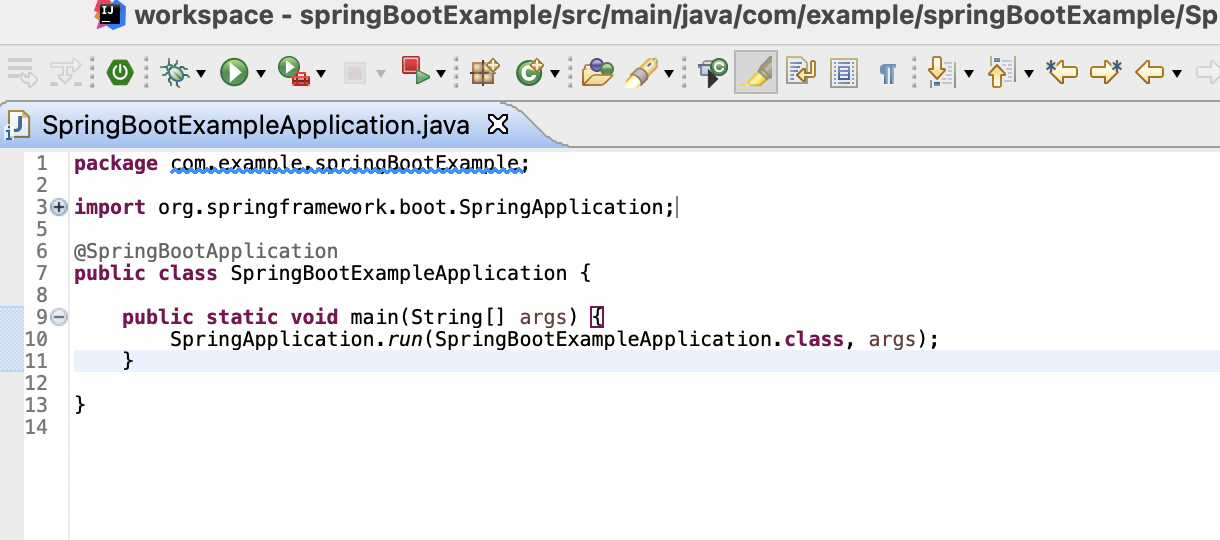 IJ workspace - springBootExample/src/main/java/com/example/springBootExample/Sp
SpringBootExampleApplication.java
1 package com.example.springBootExample;
2
3 import org.springframework.boot.SpringApplication;
5
6 @SpringBootApplication
7 public class SpringBootExampleApplication {
8
9 public static void main(String[] args) {
10 SpringApplication.run(SpringBootExampleApplication.class, args);
11 }
12
13 }
14